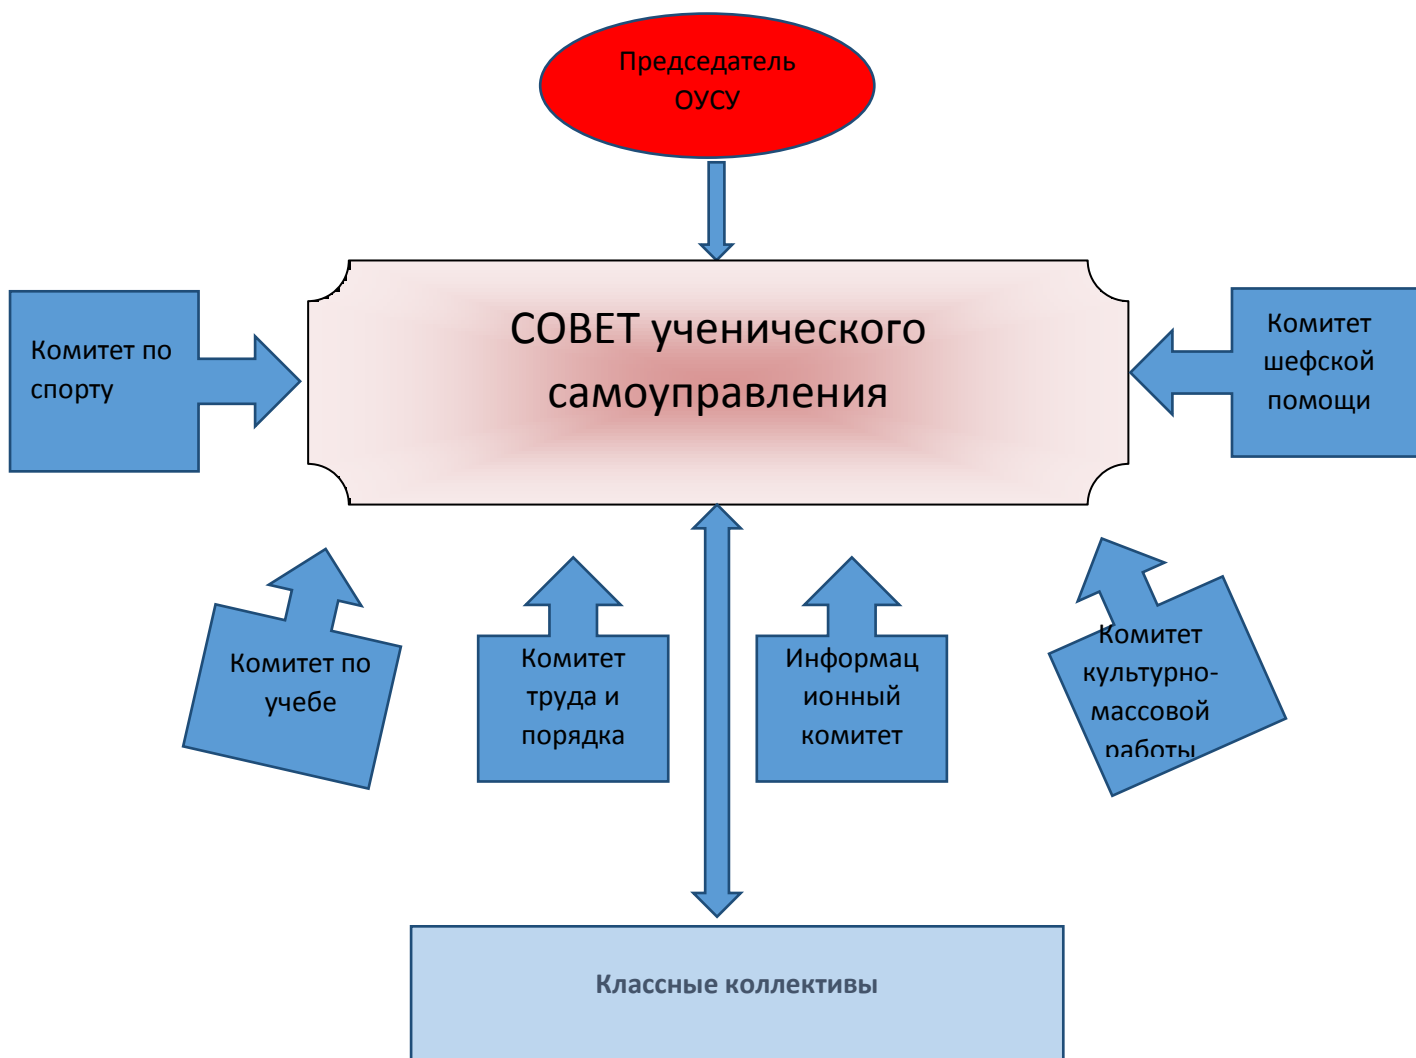 Председатель
ОУСУ
СОВЕТ ученического
самоуправления
Комитет по
спорту
Комитет
шефской
помощи
Комитет по
учебе
Комитет
труда и
порядка
Информац
ионный
комитет
Комитет
культурно-
массовой
работы
Классные коллективы